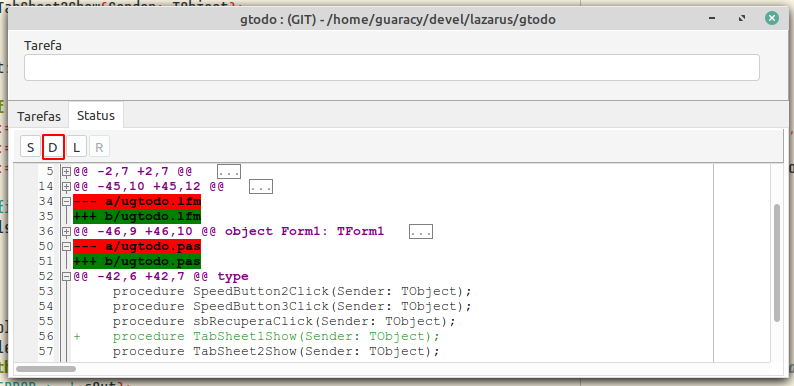 gtodo : (GIT) - /home/guaracy/devel/lazarus/gtodo
Tarefa
Tarefas Status
S D L R
5 @@ -2,7 +2,7 @@ ...
14 @@ -45,10 +45,12 @@ ...
34 --- a/ugtodo.lfm
35 +++ b/ugtodo.lfm
36 @@ -46,9 +46,10 @@ object Form1: TForm1 ...
50 --- a/ugtodo.pas
51 +++ b/ugtodo.pas
52 @@ -42,6 +42,7 @@ type
53 procedure SpeedButton2Click(Sender: TObject);
54 procedure SpeedButton3Click(Sender: TObject);
55 procedure sbRecuperaClick(Sender: TObject);
56 + procedure TabSheet1Show(Sender: TObject);
57 procedure TabSheet2Show(Sender: TObject);